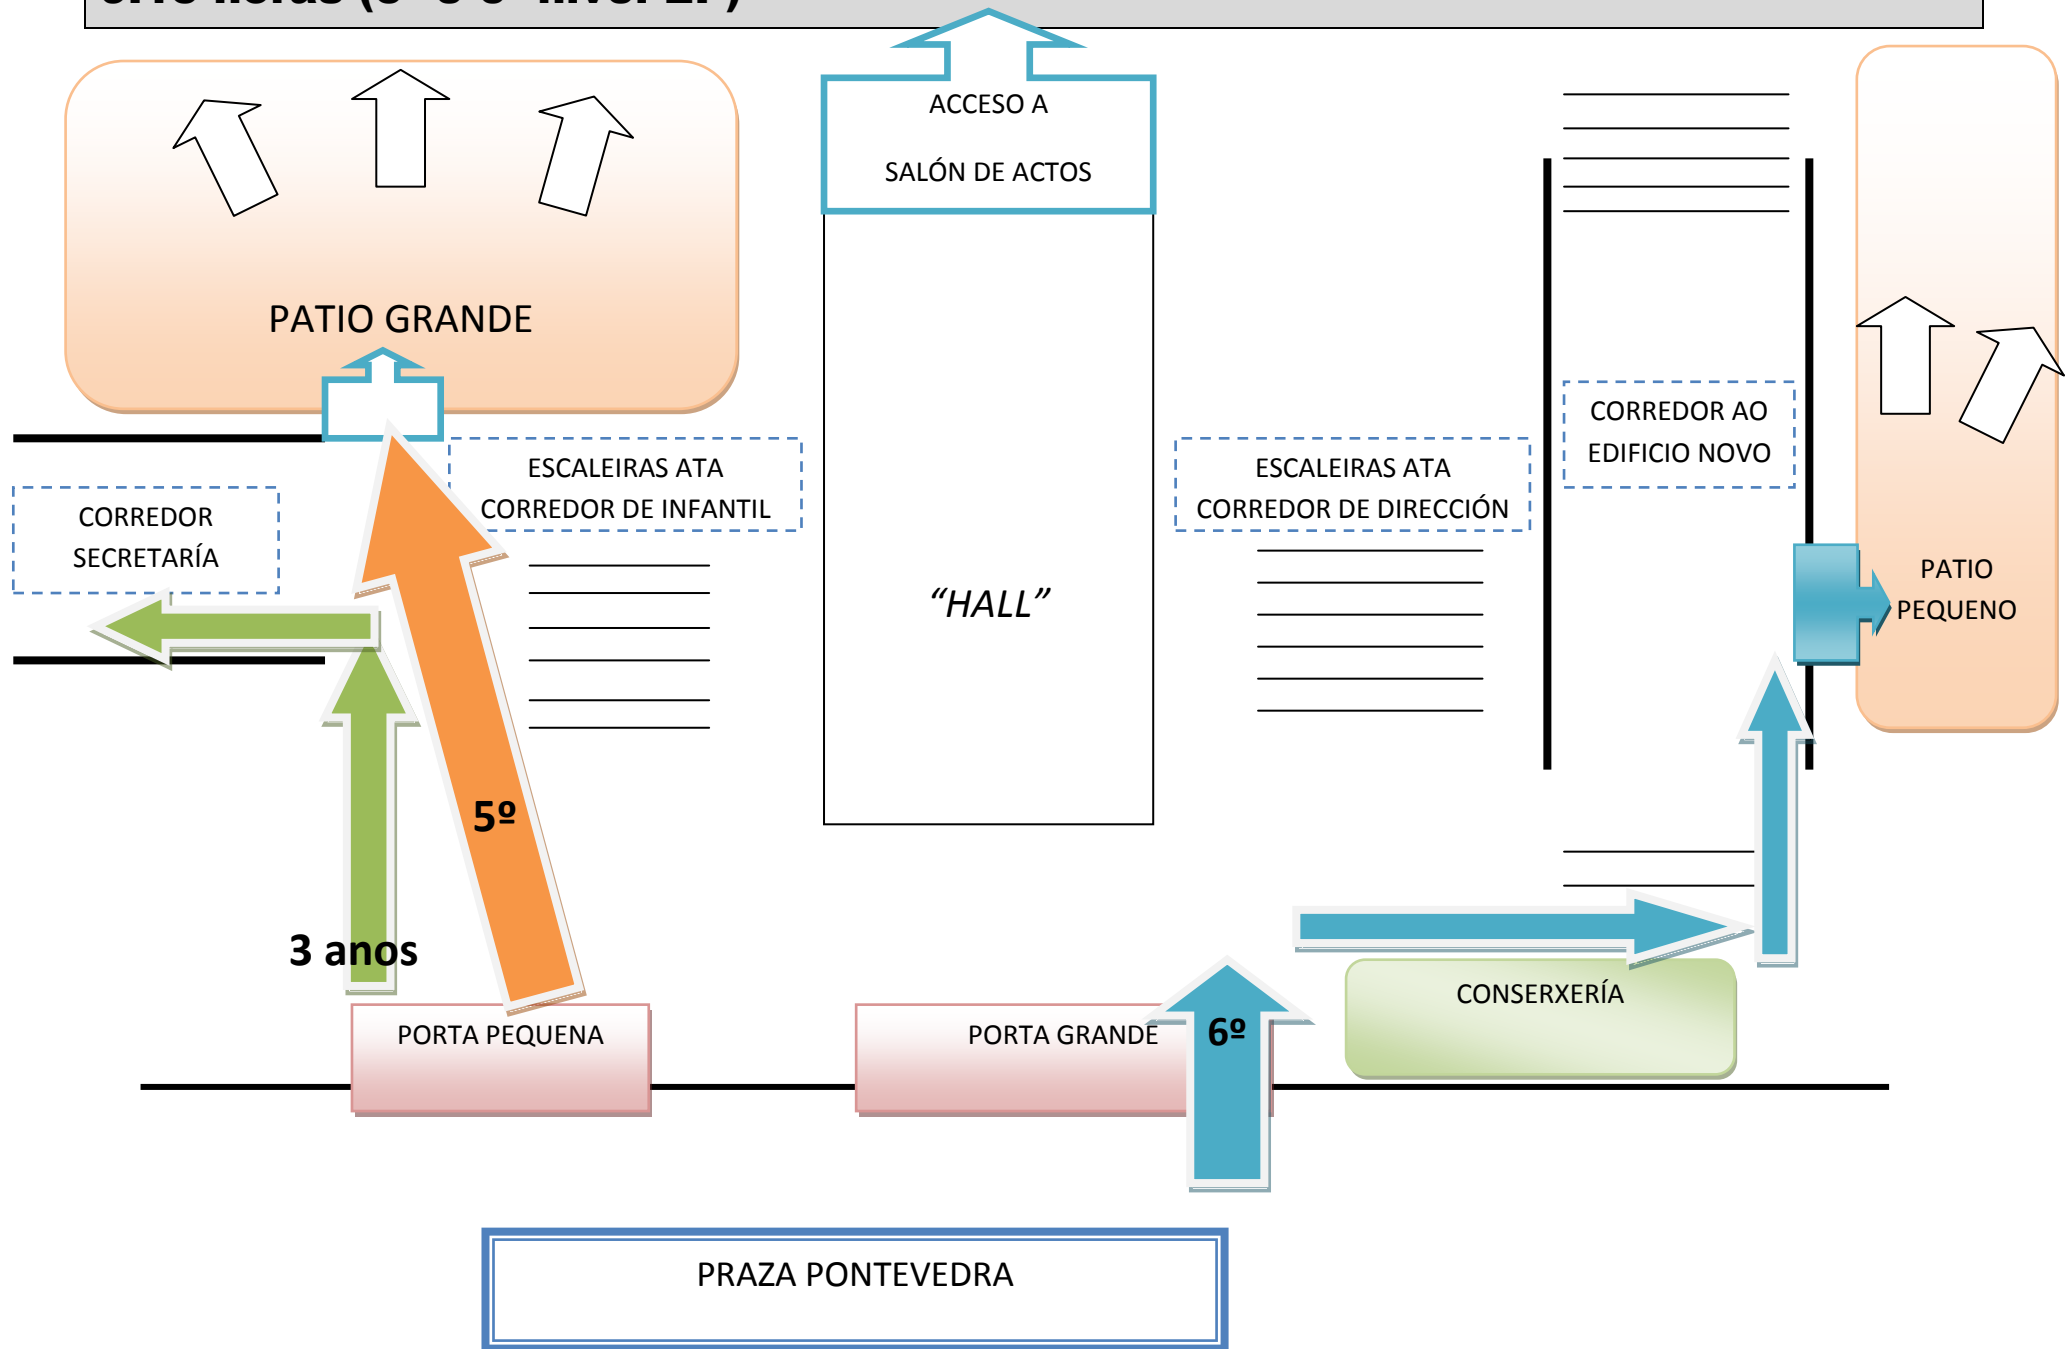 ACCESO A
SALÓN DE ACTOS
PATIO GRANDE
CORREDOR AO
EDIFICIO NOVO
ESCALEIRAS ATA
CORREDOR DE INFANTIL
ESCALEIRAS ATA
CORREDOR DE DIRECCIÓN
CORREDOR
SECRETARÍA
“HALL”
PATIO
PEQUENO
5º
3 anos
CONSERXERÍA
PORTA PEQUENA
PORTA GRANDE
6º
PRAZA PONTEVEDRA